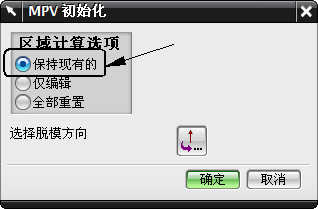 MPV 初始化
区域计算选项
保持现有的
仅编辑
全部重置
选择脱模方向
...
确定
取消